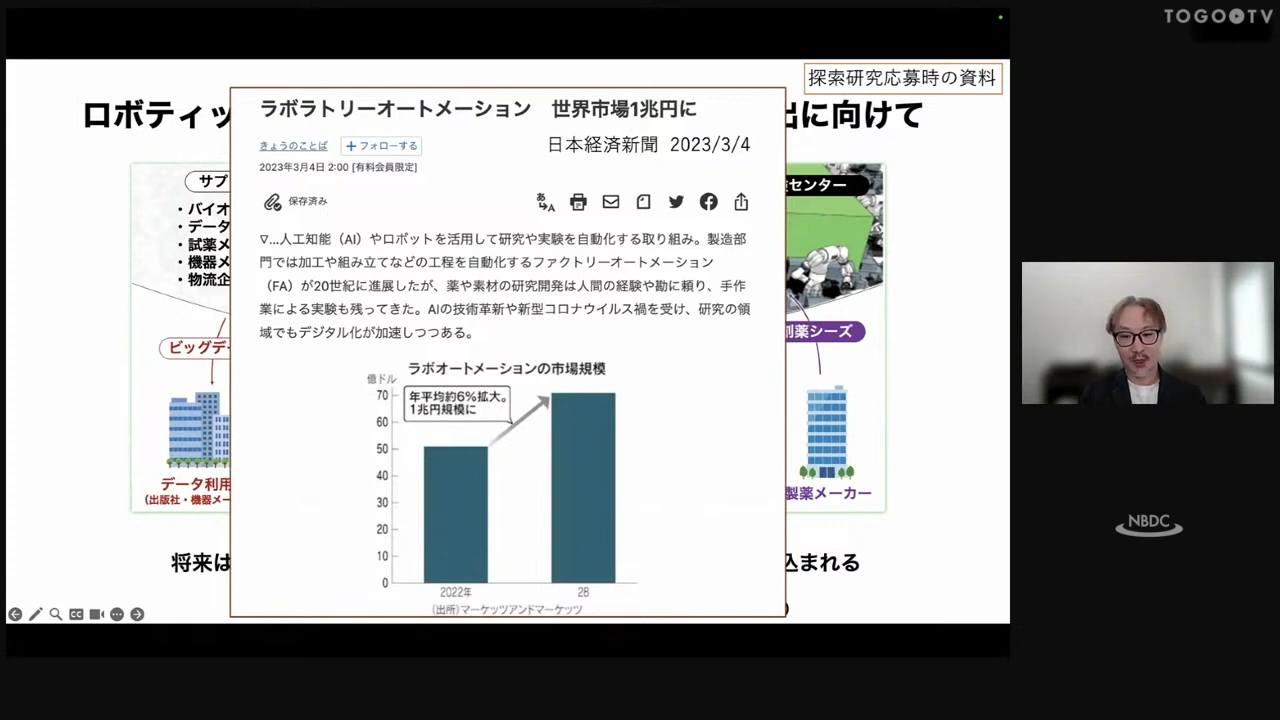 TOGOTV
探索研究応募時の資料
ロボティッ
出に向けて
ラボラトリーオートメーション 世界市場1兆円に
きょうのことば
+フォローする
日本経済新聞 2023/3/4
2023年3月4日 2:00 [有料会員限定]
保存済み
あ
A
▽…人工知能（AI）やロボットを活用して研究や実験を自動化する取り組み。製造部
門では加工や組み立てなどの工程を自動化するファクトリーオートメーション
（FA）が20世紀に進展したが、薬や素材の研究開発は人間の経験や勘に頼り、手作
業による実験も残ってきた。AIの技術革新や新型コロナウイルス禍を受け、研究の領
域でもデジタル化が加速しつつある。
ラボオートメーションの市場規模
億ドル
年平均約6%拡大。
1兆円規模に
70
60
50
40
30
20
10
0
2022年
28
（出所）マーケッツアンドマーケッツ
サプ
・バイオ
・データ
・試薬メ
・機器メ
・物流企
ビッグデー
データ利用
（出版社・機器メー
センター
創薬シーズ
製薬メーカー
将来は
込まれる
CC
NBDC